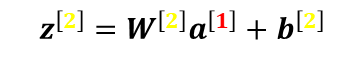 z[2] = W[2]a[1] + b[2]